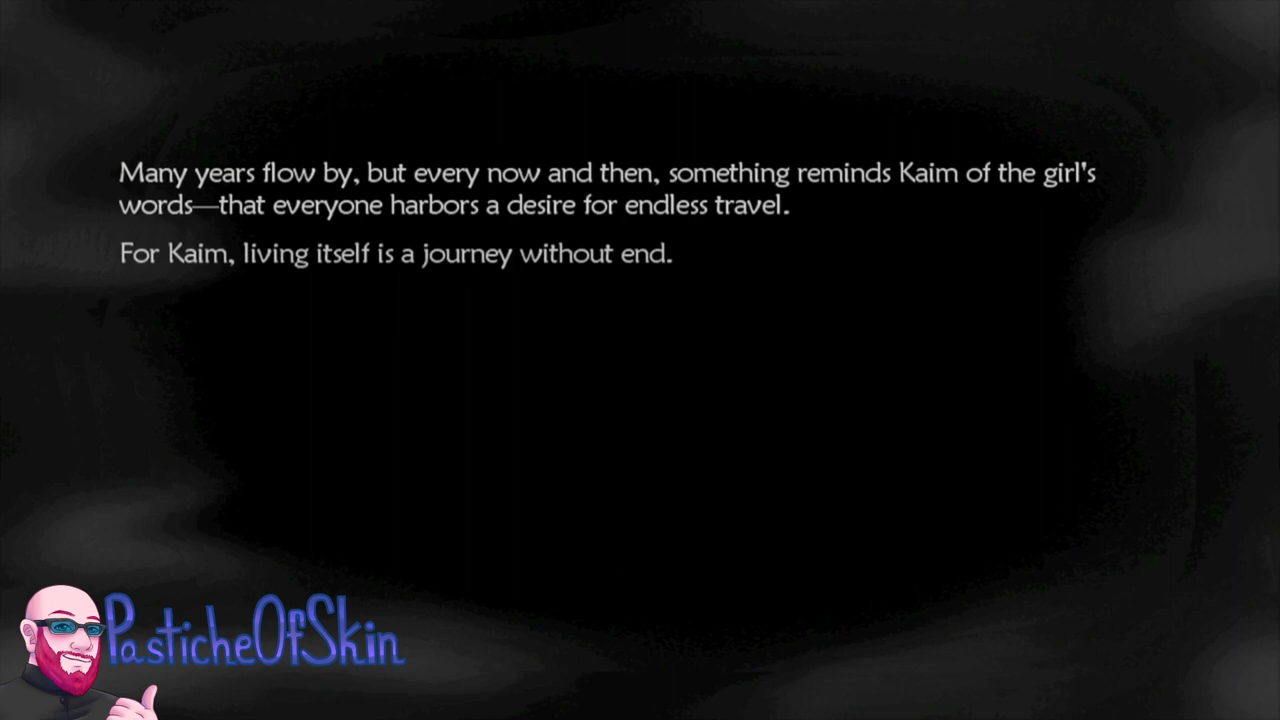 Many years flow by, but every now and then, something reminds Kaim of the girl's
words—that everyone harbors a desire for endless travel.
For Kaim, living itself is a journey without end.
PasticheOfSkin